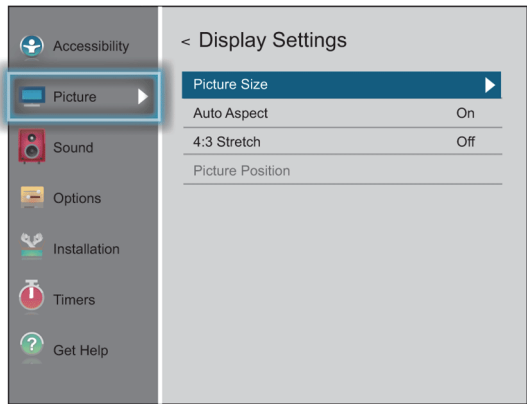 Accessibility
Picture
Sound
Options
Installation
Timers
Get Help
< Display Settings
Picture Size
Auto Aspect On
4:3 Stretch Off
Picture Position